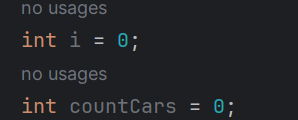 no usages
int i = 0;
no usages
int countCars = 0;